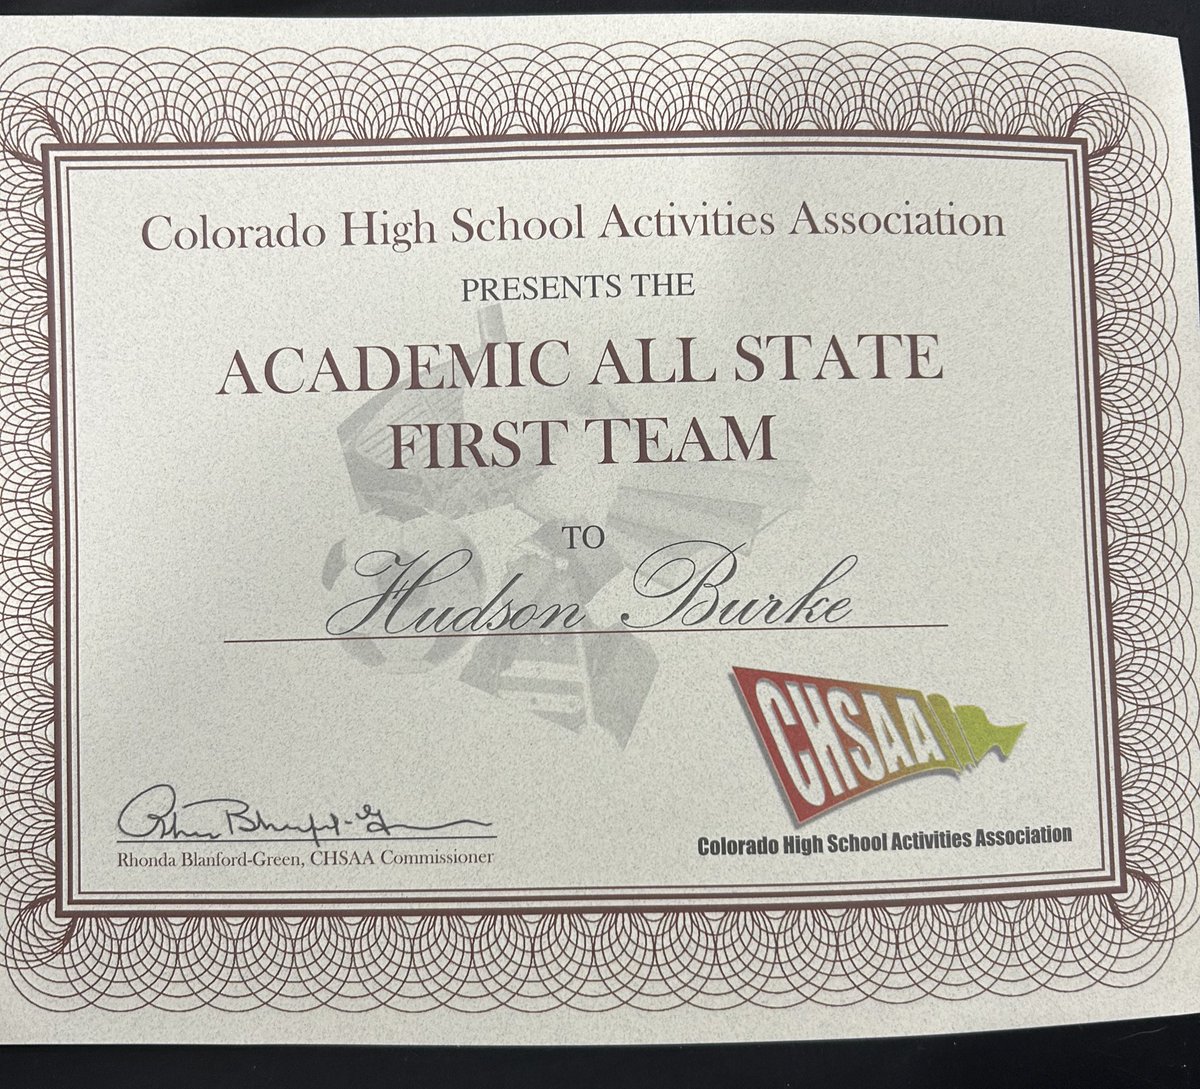 Colorado High School Activities Association
PRESENTS THE
ACADEMIC ALL STATE
FIRST TEAM
TO
Hudson Burke
CHSAA
Colorado High School Activities Association
Rhonda Blanford-Green, CHSAA Commissioner